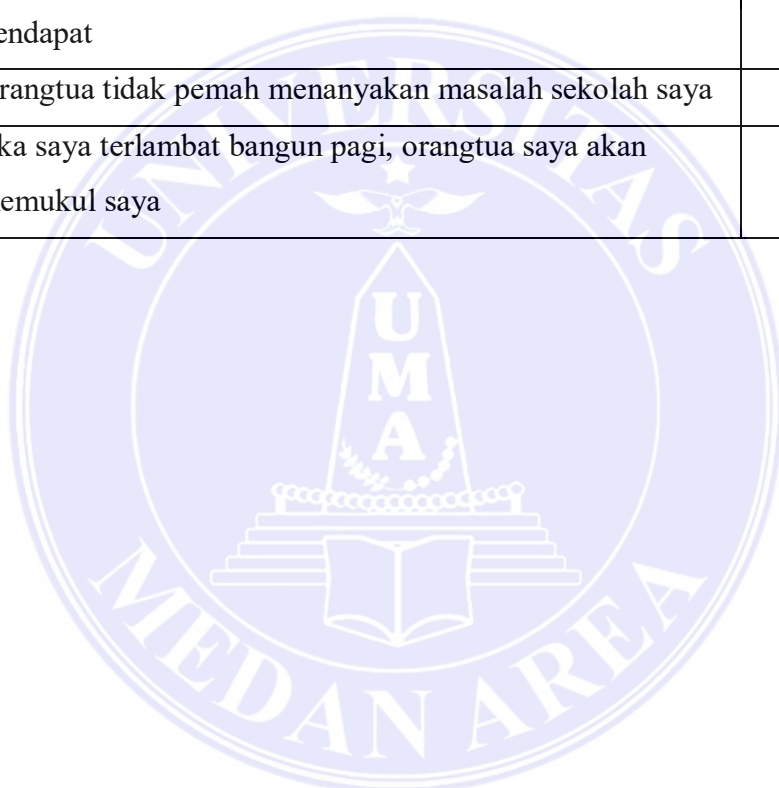 endapat
rangtua tidak pemah menanyakan masalah sekolah saya
ka saya terlambat bangun pagi, orangtua saya akan
emukul saya
UNIVERSITAS
U
M
A
MEDAN AREA